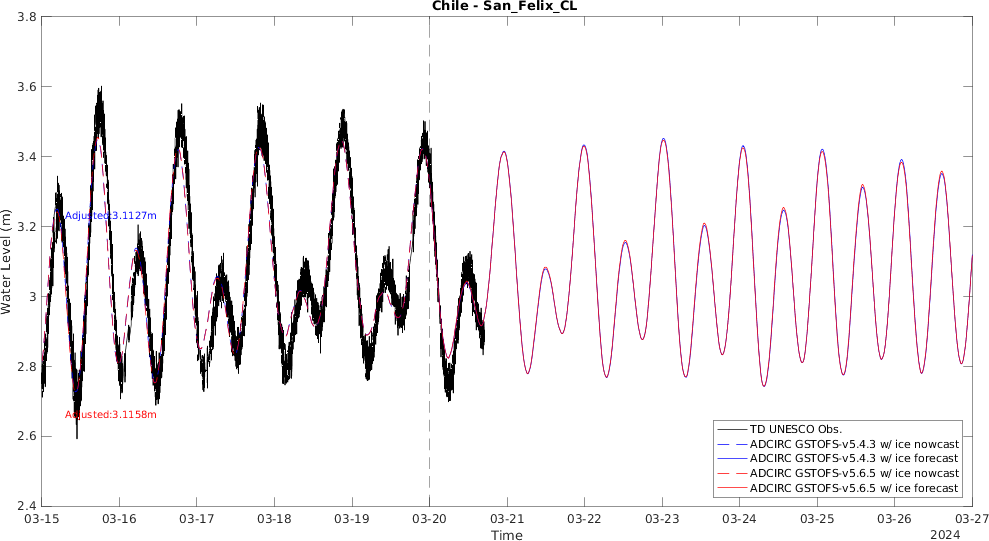 Chile - San_Felix_CL
3.8
3.6
3.4
3.2
3
2.8
2.6
2.4
Water Level (m)
Adjusted:3.1127m
Adjusted:3.1158m
TD UNESCO Obs.
ADCIRC GSTOFS-v5.4.3 w/ ice nowcast
ADCIRC GSTOFS-v5.4.3 w/ ice forecast
ADCIRC GSTOFS-v5.6.5 w/ ice nowcast
ADCIRC GSTOFS-v5.6.5 w/ ice forecast
03-15 03-16 03-17 03-18 03-19 03-20 03-21 03-22 03-23 03-24 03-25 03-26 03-27
Time
2024